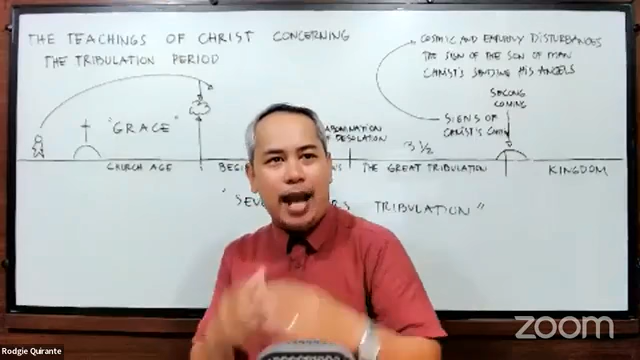 THE TEACHINGS OF CHRIST CONCERNING
THE TRIBULATION PERIOD
COSMIC AND EARTHLY DISTURBANCES
THE SIGN OF THE SON OF MAN
CHRIST'S SENDING HIS ANGELS
SECOND
COMING
"GRACE"
ABOMINATION
OF DESOLATION
3 1/2
SIGNS OF
CHRIST'S
CHURCH AGE
THE GREAT TRIBULATION
KINGDOM
TRIBULATION"
Rodgie Quirante
zoom